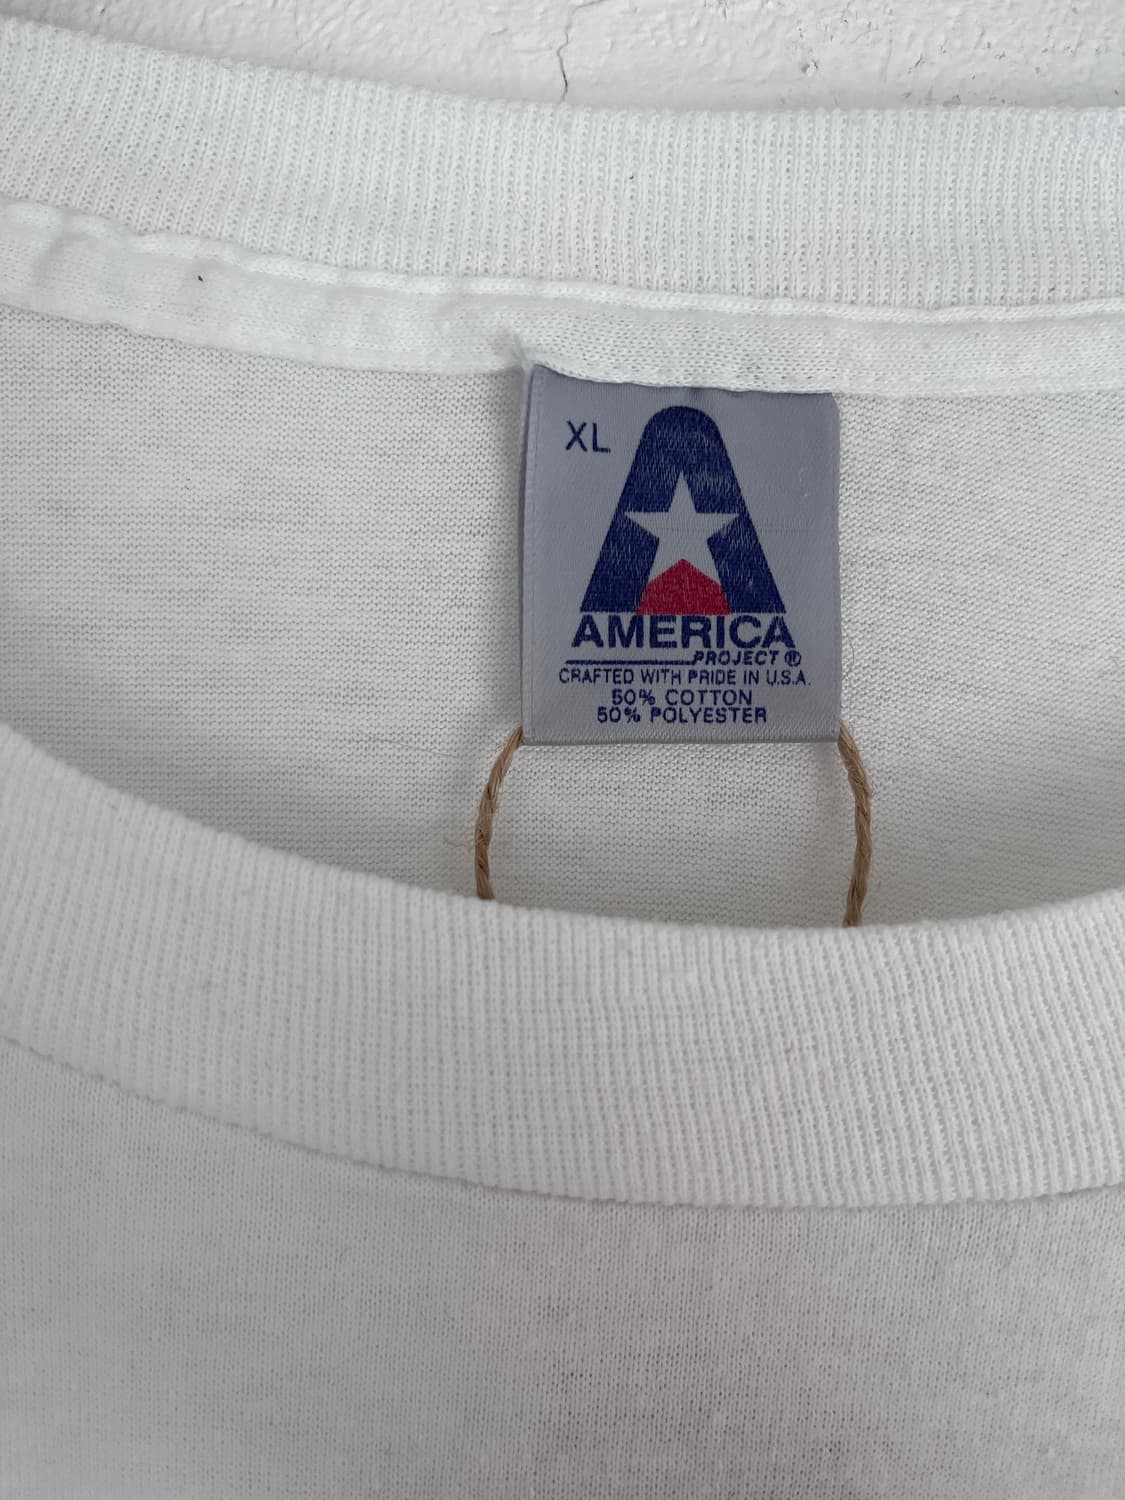 XL
AMERICA
PROJECT ®
CRAFTED WITH PRIDE IN U.S.A.
50% COTTON
50% POLYESTER